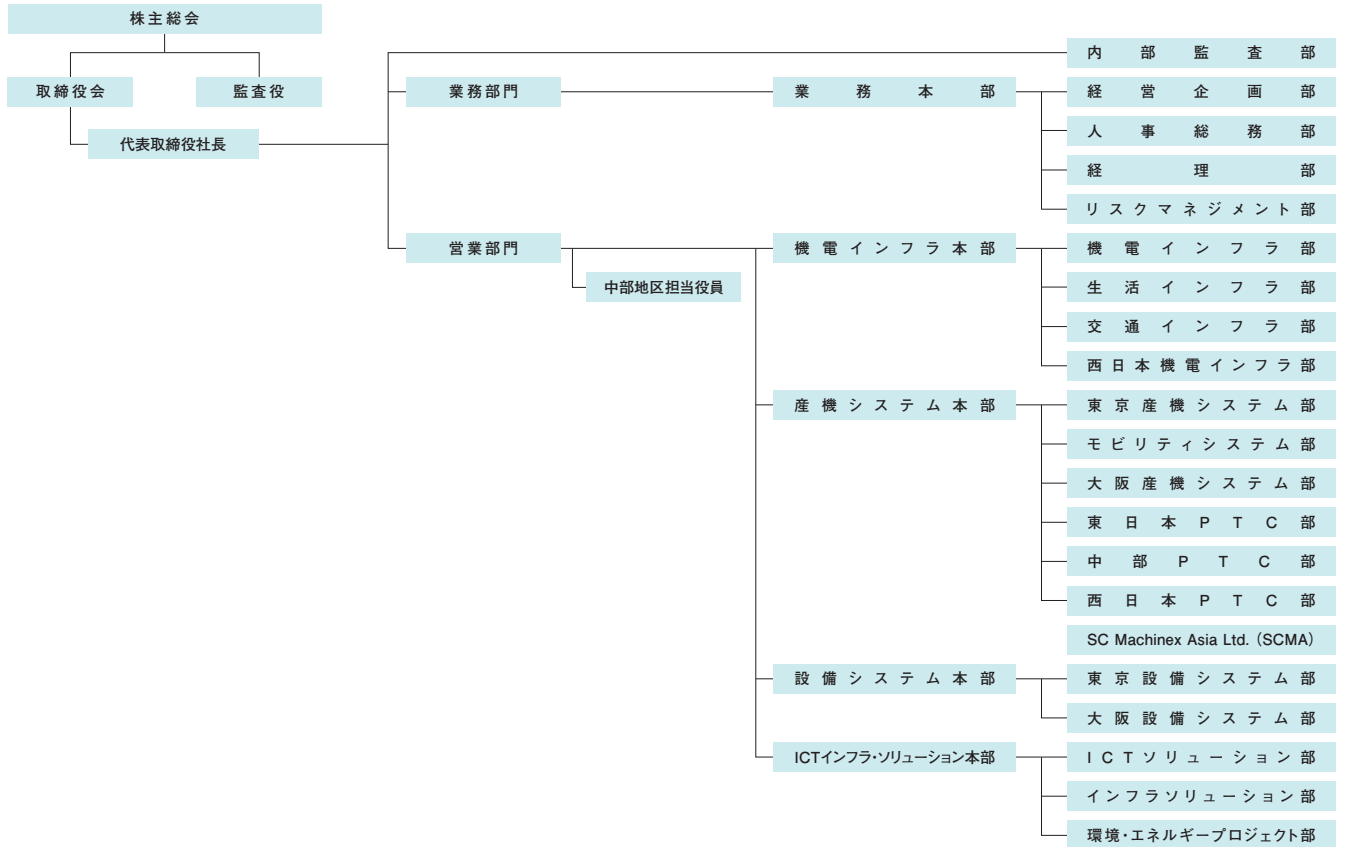 株主総会
取締役会
監査役
代表取締役社長
内部監査部
業務部門
業務本部
経営企画部
人事総務部
経理部
リスクマネジメント部
営業部門
中部地区担当役員
機電インフラ本部
機電インフラ部
生活インフラ部
交通インフラ部
西日本機電インフラ部
産機システム本部
東京産機システム部
モビリティシステム部
大阪産機システム部
東日本PTC部
中部PTC部
西日本PTC部
SC Machinex Asia Ltd.（SCMA）
設備システム本部
東京設備システム部
大阪設備システム部
ICTインフラ・ソリューション本部
ICTソリューション部
インフラソリューション部
環境・エネルギープロジェクト部